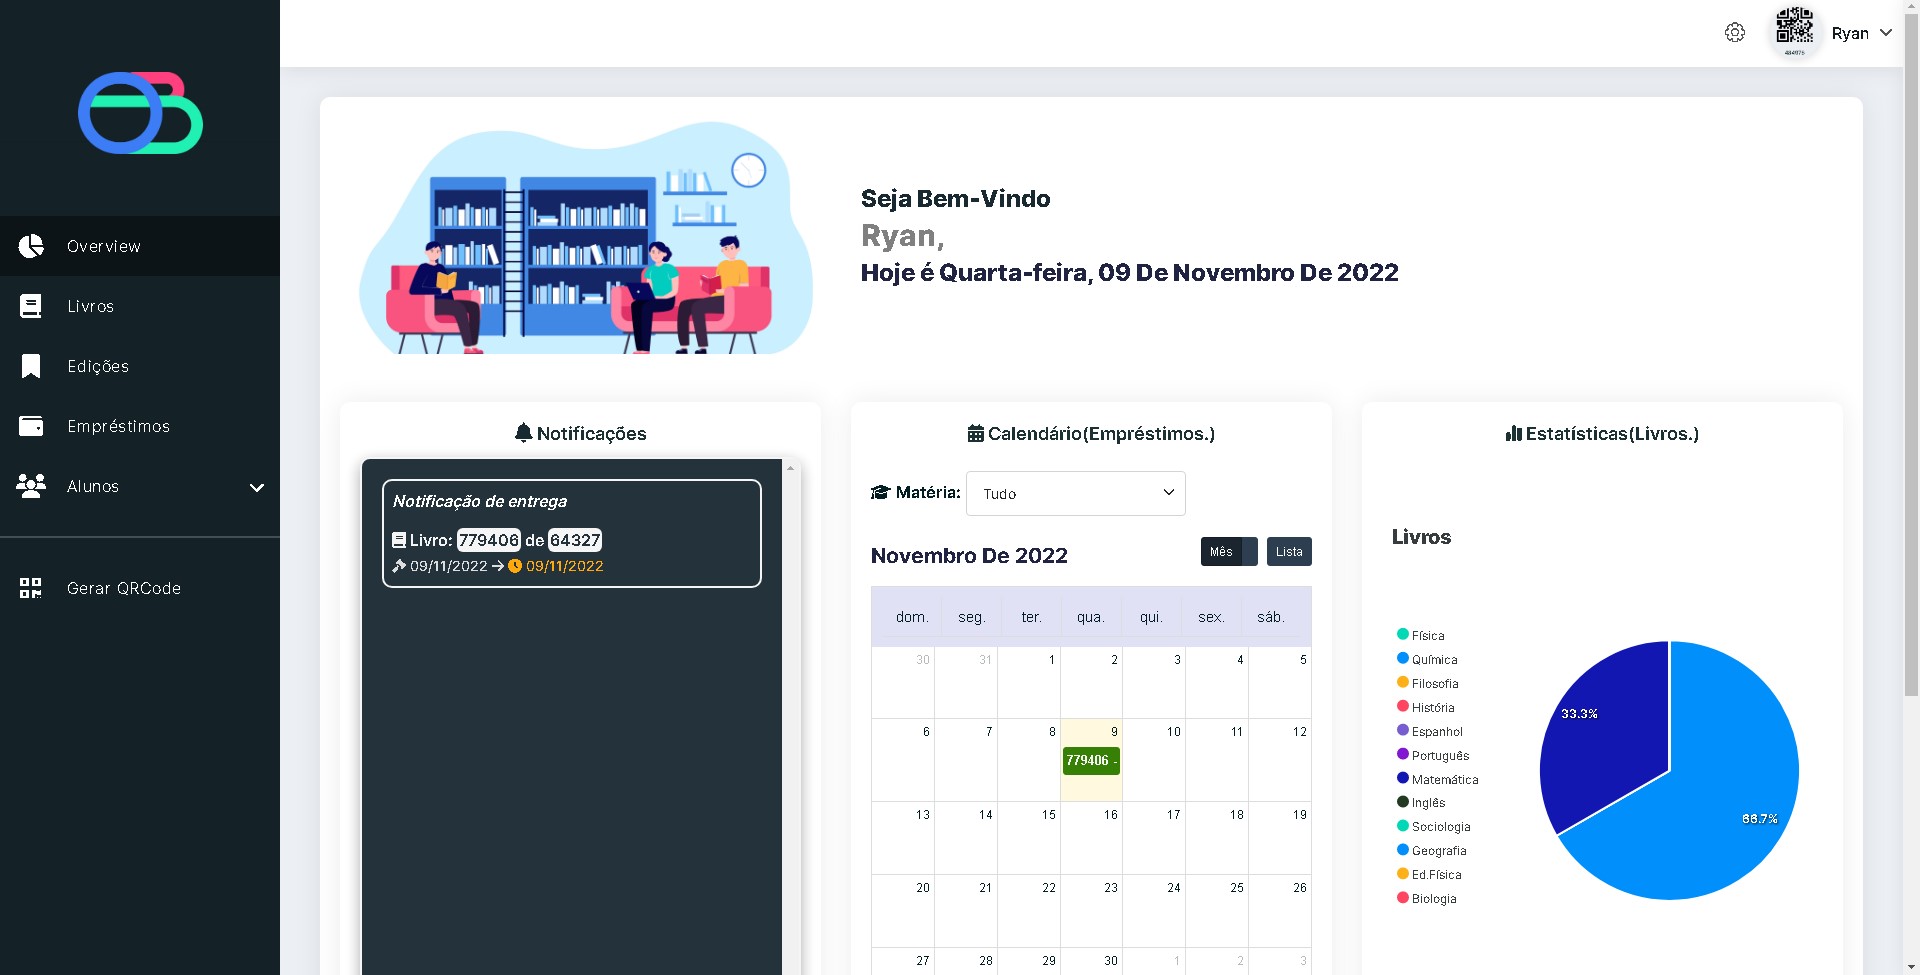 484976
Ryan
Overview
Livros
Edições
Empréstimos
Alunos
Gerar QRCode
Seja Bem-Vindo
Ryan,
Hoje é Quarta-feira, 09 De Novembro De 2022
Notificações
Notificação de entrega
Livro: 779406 de 64327
09/11/2022 → 09/11/2022
Calendário(Empréstimos.)
Matéria: Tudo
Novembro De 2022
Mês Lista
dom. seg. ter. qua. qui. sex. sáb.
30 31 1 2 3 4 5
6 7 8 9 10 11 12
779406 -
13 14 15 16 17 18 19
20 21 22 23 24 25 26
27 28 29 30 1 2 3
Estatísticas(Livros.)
Livros
Física
Química
Filosofia
História
Espanhol
Português
Matemática
Inglês
Sociologia
Geografia
Ed.Física
Biologia
33.3%